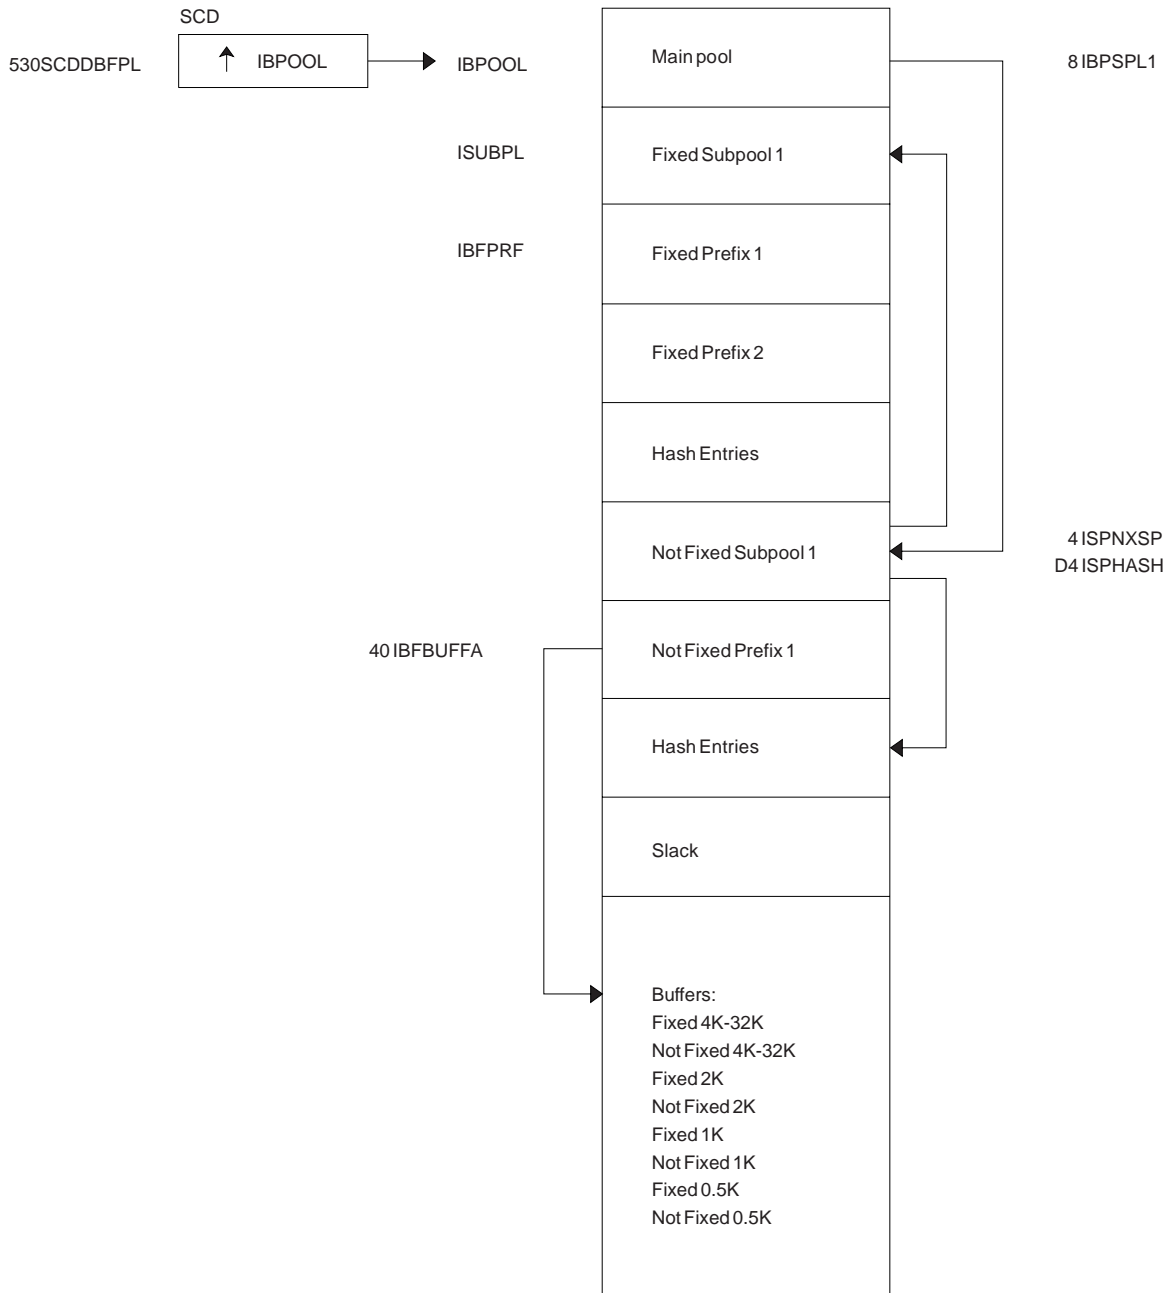 SCD
530SCDDBFPL
IBPOOL
IBPOOL
Main pool
8 IBPSPL1
ISUBPL
Fixed Subpool 1
IBFPRF
Fixed Prefix 1
Fixed Prefix 2
Hash Entries
Not Fixed Subpool 1
4 ISPNXSP
D4 ISPHASH
40 IBFBUFFA
Not Fixed Prefix 1
Hash Entries
Slack
Buffers:
Fixed 4K-32K
Not Fixed 4K-32K
Fixed 2K
Not Fixed 2K
Fixed 1K
Not Fixed 1K
Fixed 0.5K
Not Fixed 0.5K